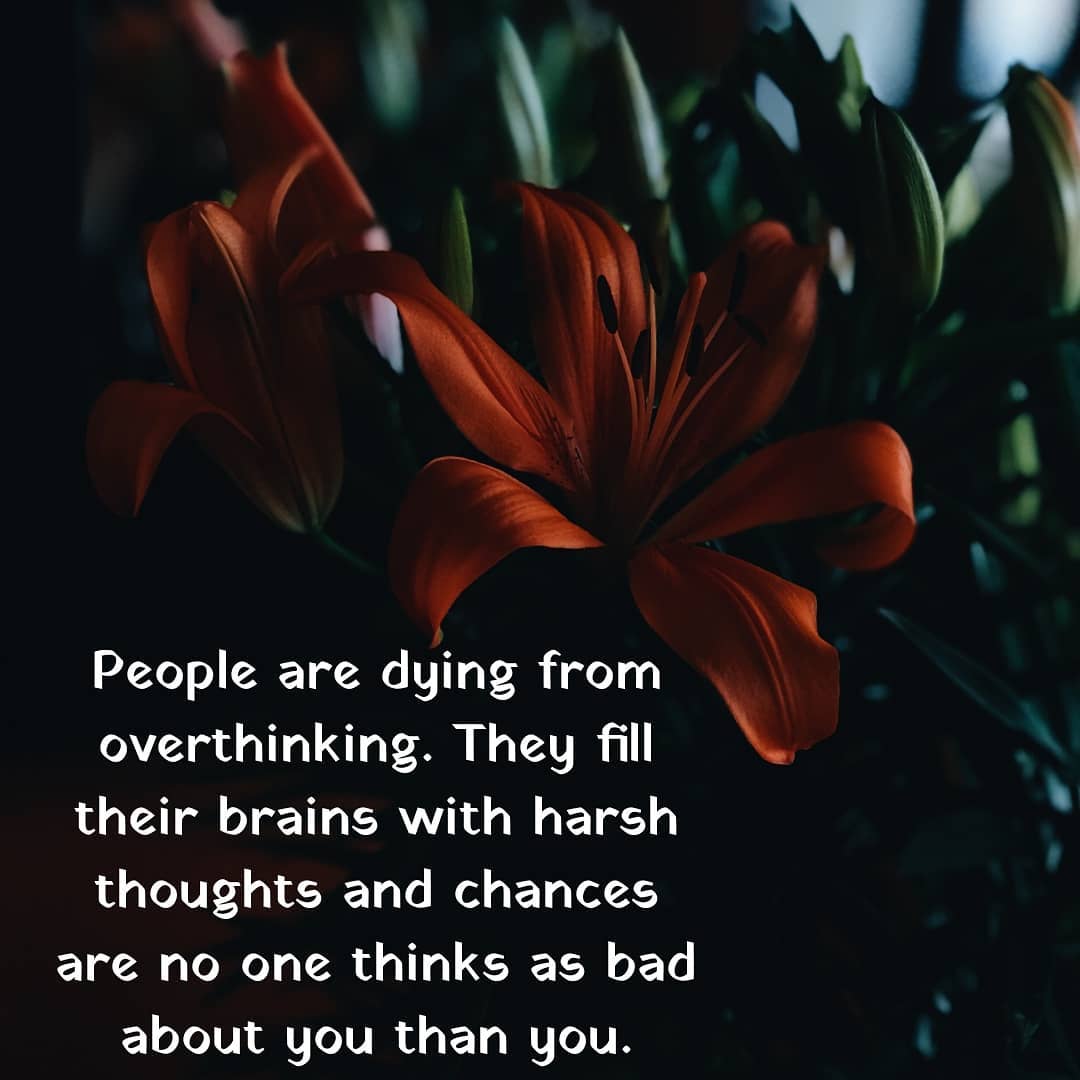 People are dying from
overthinking. They fill
their brains with harsh
thoughts and chances
are no one thinks as bad
about you than you.